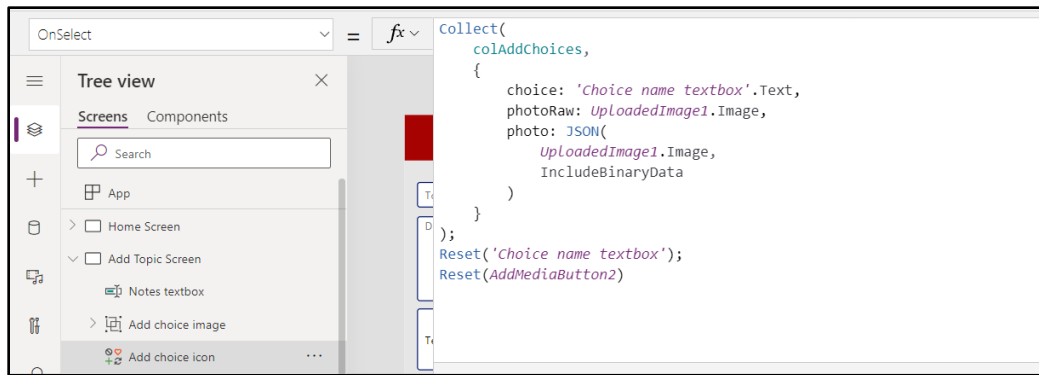 OnSelect
=
fx
Collect(
colAddChoices,
{
choice: 'Choice name textbox'.Text,
photoRaw: UploadedImage1.Image,
photo: JSON(
UploadedImage1.Image,
IncludeBinaryData
)
}
);
Reset('Choice name textbox');
Reset(AddMediaButton2)
Tree view
Screens Components
Search
App
Home Screen
Add Topic Screen
Notes textbox
Add choice image
Add choice icon